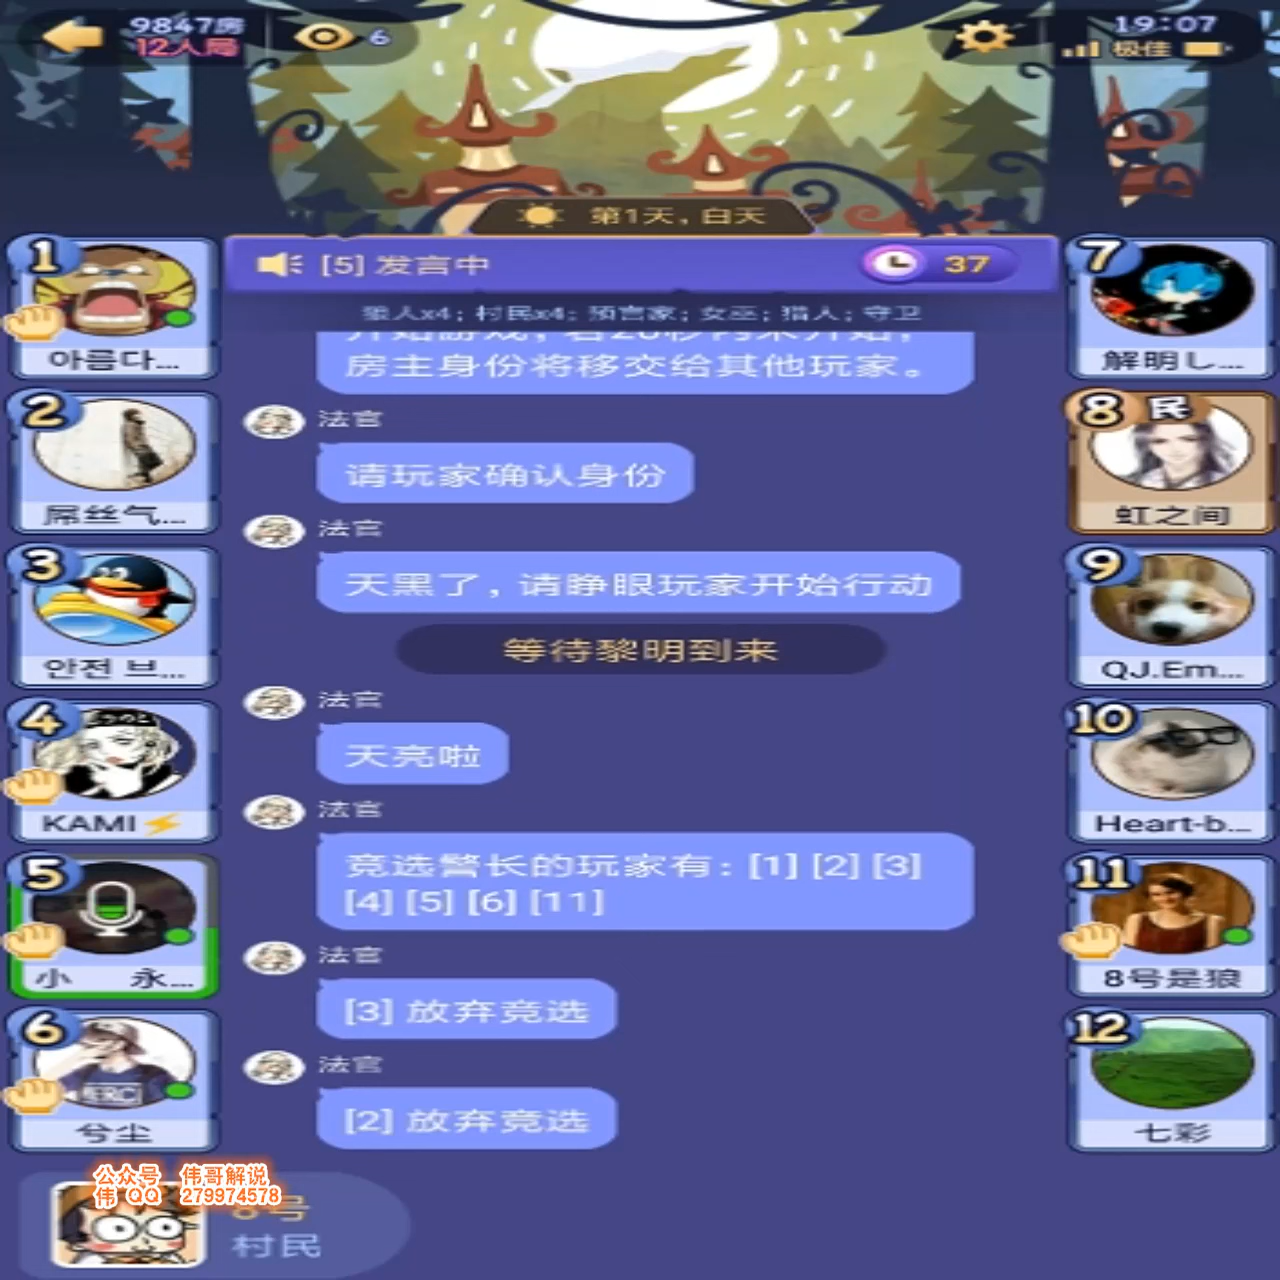 9847房
12人局
6
19:07
极佳
第1天，白天
[5] 发言中
37
狼人x4；村民x4；预言家；女巫；猎人；守卫
房主身份将移交给其他玩家。
法官
请玩家确认身份
法官
天黑了，请睁眼玩家开始行动
等待黎明到来
法官
天亮啦
法官
竞选警长的玩家有：[1] [2] [3]
[4] [5] [6] [11]
法官
[3] 放弃竞选
法官
[2] 放弃竞选
1
아름다...
2
屌丝气...
3
안전 브...
4
KAMI⚡
5
小 永...
6
兮尘
7
解明し...
8 民
虹之间
9
QJ.Em...
10
Heart-b...
11
8号是狼
12
七彩
公众号 伟哥解说
伟 QQ 279974578
8号
村民